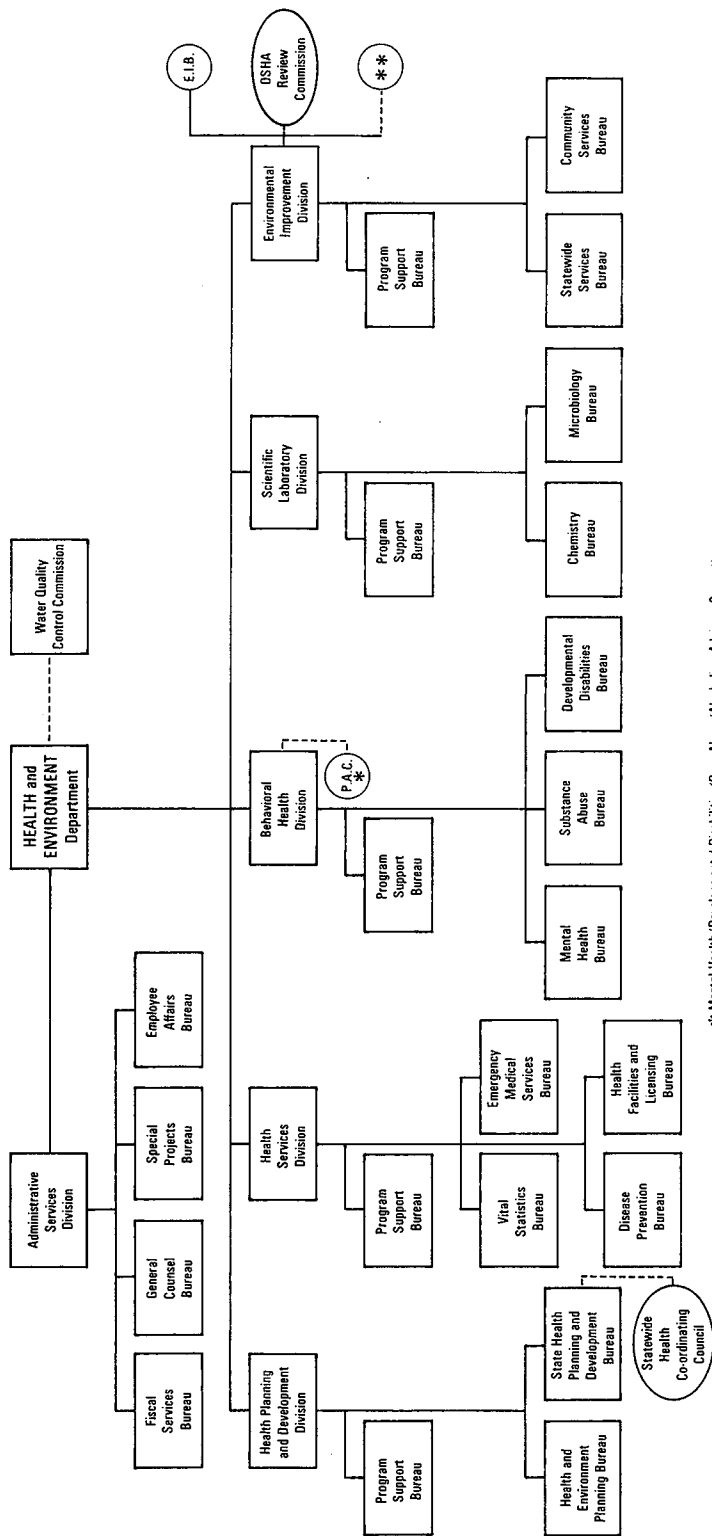 HEALTH and
ENVIRONMENT
Department
Water Quality
Control Commission
Administrative
Services
Division
Fiscal
Services
Bureau
General
Counsel
Bureau
Special
Projects
Bureau
Employee
Affairs
Bureau
Health Planning
and Development
Division
Health
Services
Division
Behavioral
Health
Division
Scientific
Laboratory
Division
Environmental
Improvement
Division
E.I.B.
OSHA
Review
Commission
**
P.A.C.
*
Program
Support
Bureau
Program
Support
Bureau
Program
Support
Bureau
Program
Support
Bureau
Program
Support
Bureau
Health and
Environment
Planning Bureau
State Health
Planning and
Development
Bureau
Statewide
Health
Co-ordinating
Council
Vital
Statistics
Bureau
Emergency
Medical
Services
Bureau
Disease
Prevention
Bureau
Health
Facilities and
Licensing
Bureau
Mental
Health
Bureau
Substance
Abuse
Bureau
Developmental
Disabilities
Bureau
Chemistry
Bureau
Microbiology
Bureau
Statewide
Services
Bureau
Community
Services
Bureau